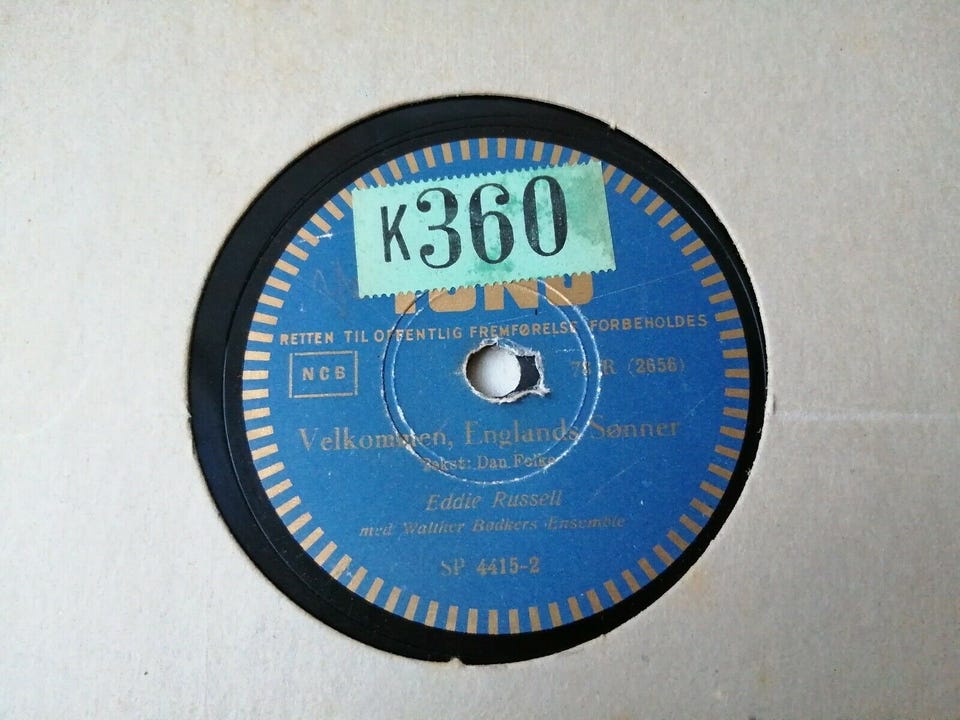 K360
TONO
RETTEN TIL OFFENTLIG FREMFØRELSE FORBEHOLDES
NCB
R (2656)
Velkommen, Englands Sønner
Tekst: Dan Folke
Eddie Russell
med Walther Bødkers Ensemble
SP 4415-2